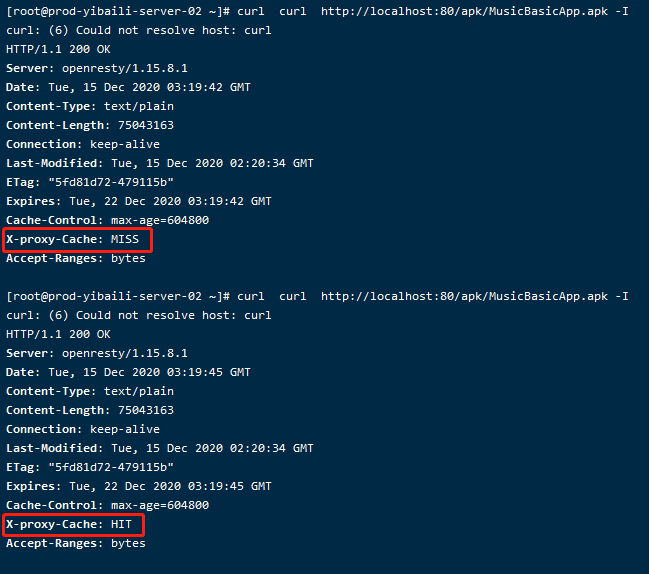 [root@prod-yibaili-server-02 ~]# curl  curl  http://localhost:80/apk/MusicBasicApp.apk -I
curl: (6) Could not resolve host: curl
HTTP/1.1 200 OK
Server: openresty/1.15.8.1
Date: Tue, 15 Dec 2020 03:19:42 GMT
Content-Type: text/plain
Content-Length: 75043163
Connection: keep-alive
Last-Modified: Tue, 15 Dec 2020 02:20:34 GMT
ETag: "5fd81d72-479115b"
Expires: Tue, 22 Dec 2020 03:19:42 GMT
Cache-Control: max-age=604800
X-proxy-Cache: MISS
Accept-Ranges: bytes
[root@prod-yibaili-server-02 ~]# curl  curl  http://localhost:80/apk/MusicBasicApp.apk -I
curl: (6) Could not resolve host: curl
HTTP/1.1 200 OK
Server: openresty/1.15.8.1
Date: Tue, 15 Dec 2020 03:19:45 GMT
Content-Type: text/plain
Content-Length: 75043163
Connection: keep-alive
Last-Modified: Tue, 15 Dec 2020 02:20:34 GMT
ETag: "5fd81d72-479115b"
Expires: Tue, 22 Dec 2020 03:19:45 GMT
Cache-Control: max-age=604800
X-proxy-Cache: HIT
Accept-Ranges: bytes